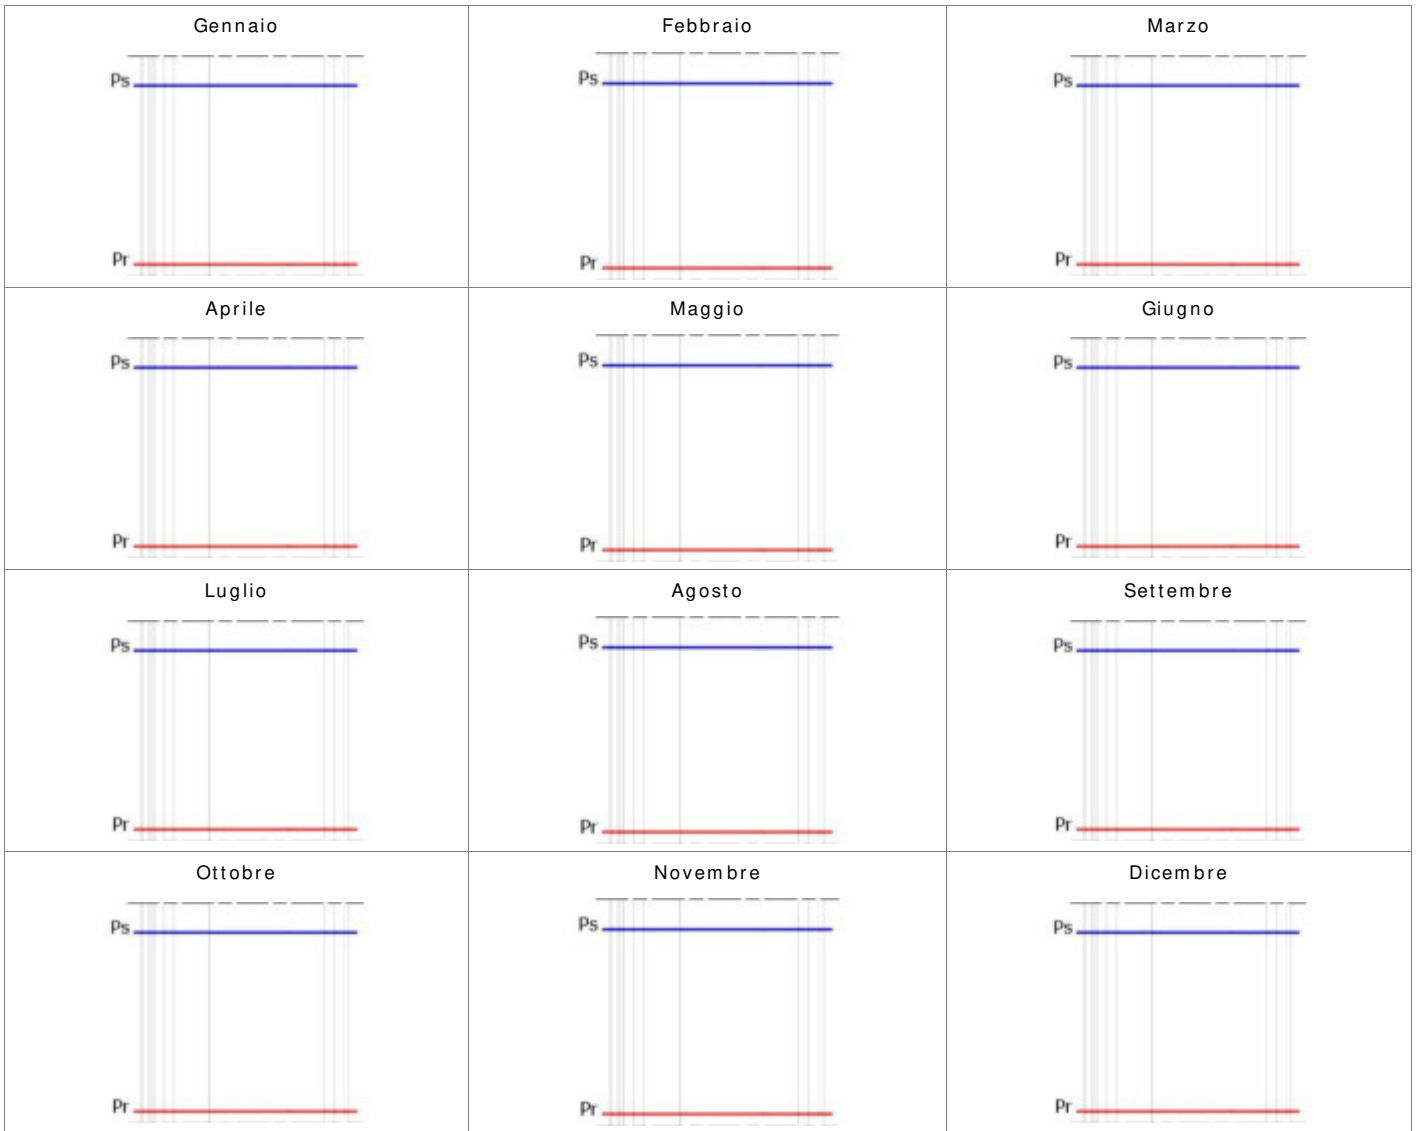 Gennaio
Ps
Pr
Febbraio
Ps
Pr
Marzo
Ps
Pr
Aprile
Ps
Pr
Maggio
Ps
Pr
Giugno
Ps
Pr
Luglio
Ps
Pr
Agosto
Ps
Pr
Settembre
Ps
Pr
Ottobre
Ps
Pr
Novembre
Ps
Pr
Dicembre
Ps
Pr